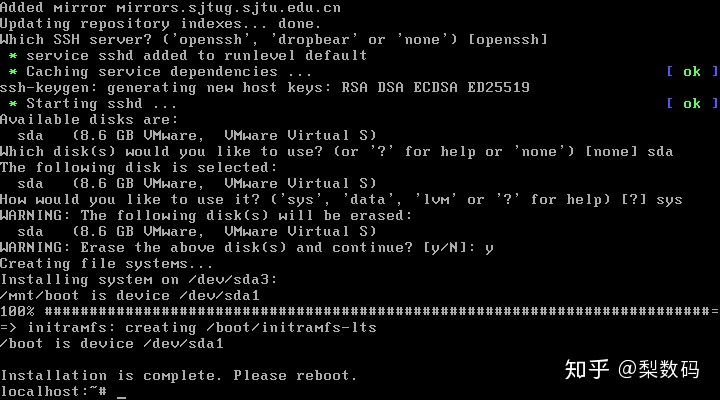 Added mirror mirrors.sjtug.sjtu.edu.cn
Updating repository indexes... done.
Which SSH server? ('openssh', 'dropbear' or 'none') [openssh]
 * service sshd added to runlevel default
 * Caching service dependencies ... [ ok ]
ssh-keygen: generating new host keys: RSA DSA ECDSA ED25519
 * Starting sshd ... [ ok ]
Available disks are:
  sda   (8.6 GB VMware,  VMware Virtual S)
Which disk(s) would you like to use? (or '?' for help or 'none') [none] sda
The following disk is selected:
  sda   (8.6 GB VMware,  VMware Virtual S)
How would you like to use it? ('sys', 'data', 'lvm' or '?' for help) [?] sys
WARNING: The following disk(s) will be erased:
  sda   (8.6 GB VMware,  VMware Virtual S)
WARNING: Erase the above disk(s) and continue? [y/N]: y
Creating file systems...
Installing system on /dev/sda3:
/mnt/boot is device /dev/sda1
100% ##########################################################################=
=> initramfs: creating /boot/initramfs-lts
/boot is device /dev/sda1
Installation is complete. Please reboot.
localhost:~# _
知乎 @梨数码